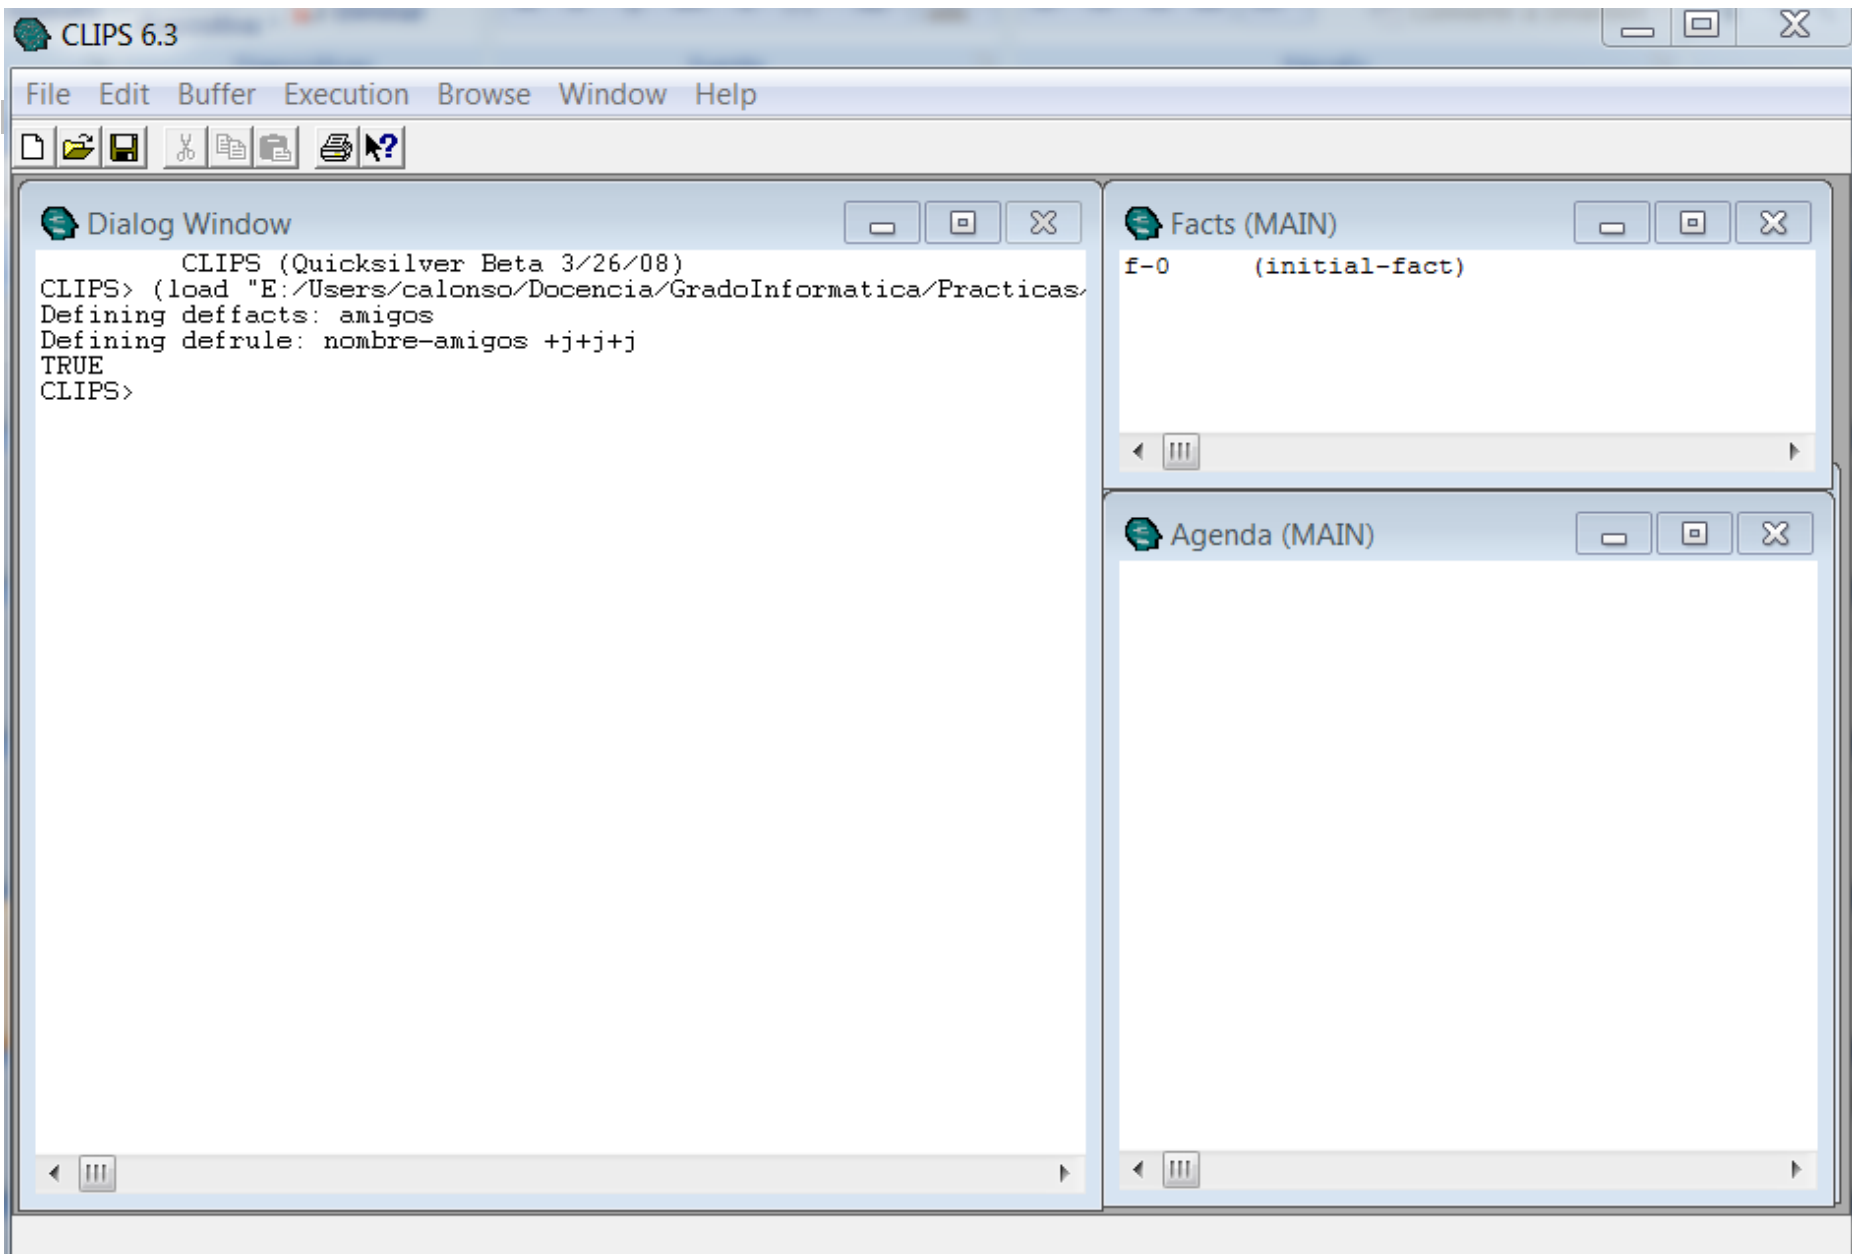 CLIPS 6.3
File Edit Buffer Execution Browse Window Help
Dialog Window
CLIPS (Quicksilver Beta 3/26/08)
CLIPS> (load "E:/Users/calonso/Docencia/GradoInformatica/Practicas/
Defining deffacts: amigos
Defining defrule: nombre-amigos +j+j+j
TRUE
CLIPS>
Facts (MAIN)
f-0 (initial-fact)
Agenda (MAIN)